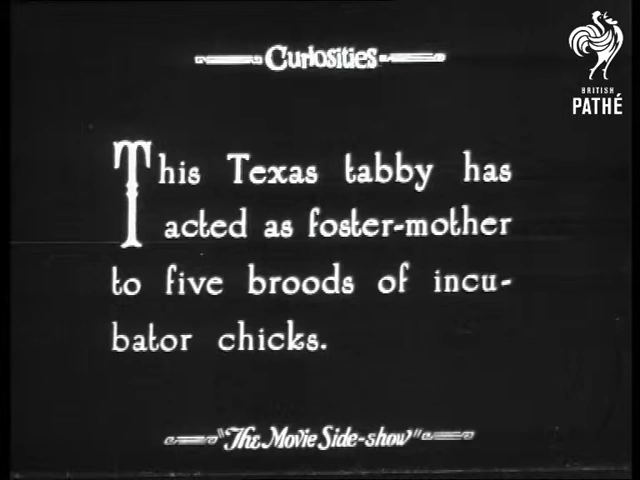 Curiosities
BRITISH
PATHÉ
This Texas tabby has
acted as foster-mother
to five broods of incu-
bator chicks.
"The Movie Side-show"